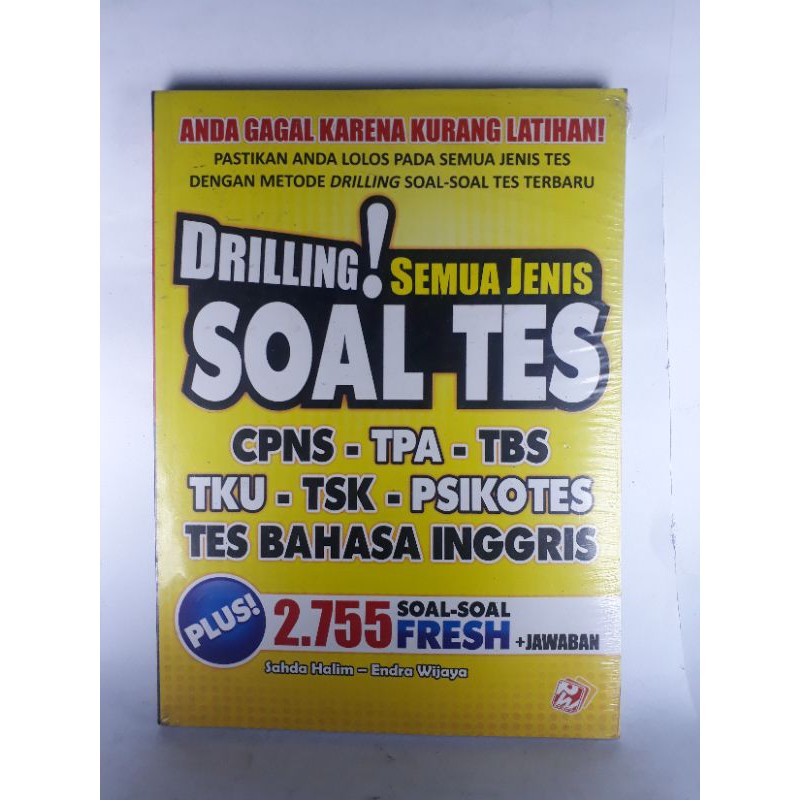 ANDA GAGAL KARENA KURANG LATIHAN!
PASTIKAN ANDA LOLOS PADA SEMUA JENIS TES
DENGAN METODE DRILLING SOAL-SOAL TES TERBARU
DRILLING! SEMUA JENIS
SOAL TES
CPNS - TPA - TBS
TKU - TSK - PSIKOTES
TES BAHASA INGGRIS
PLUS! 2.755 SOAL-SOAL
FRESH +JAWABAN
Sahda Halim – Endra Wijaya